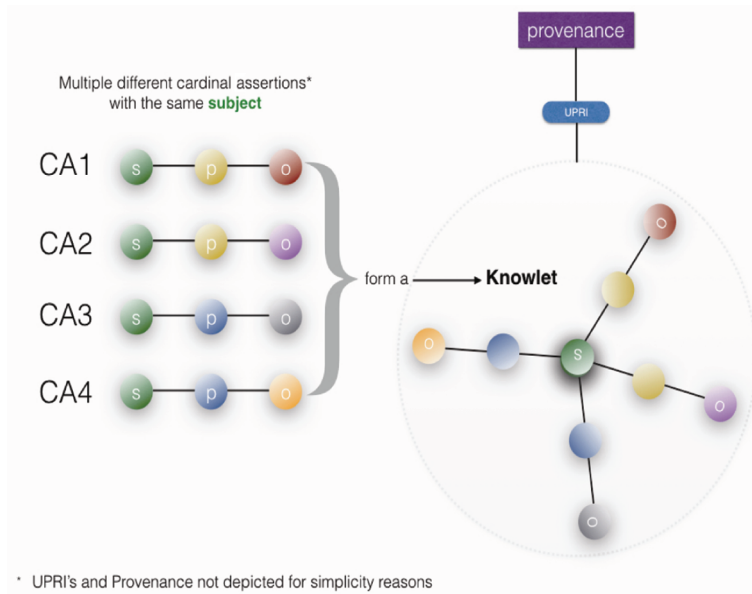 provenance
UPRI
Multiple different cardinal assertions*
with the same subject
CA1 s p o
CA2 s p o
CA3 s p o
CA4 s p o
form a
Knowlet
o
o
s
o
o
* UPRI's and Provenance not depicted for simplicity reasons